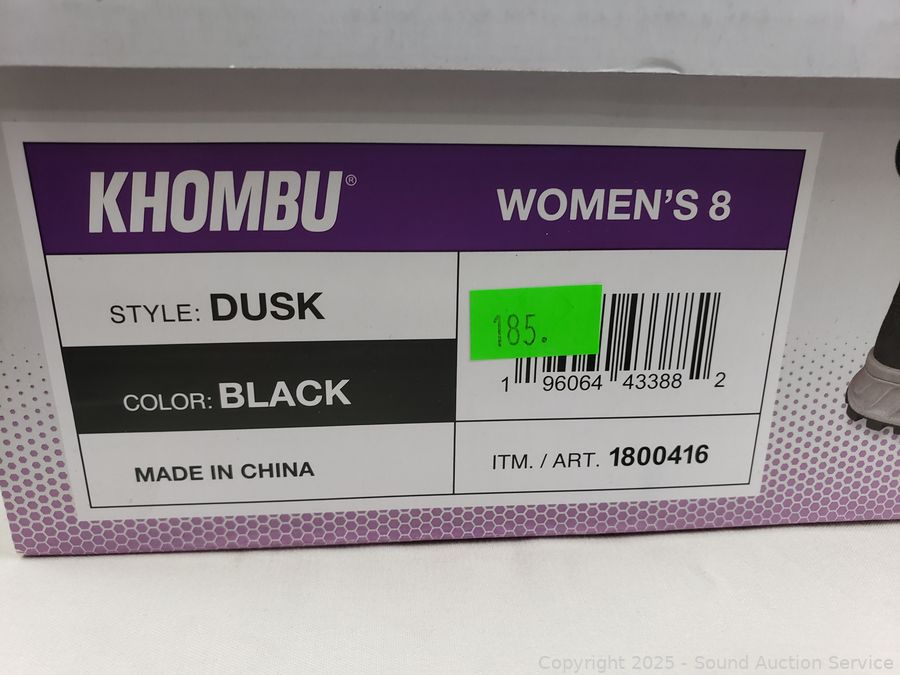 KHOMBU®
WOMEN'S 8
STYLE: DUSK
COLOR: BLACK
MADE IN CHINA
185.
1 96064 43388 2
ITM. / ART. 1800416
Copyright © 2025 - Sound Auction Service